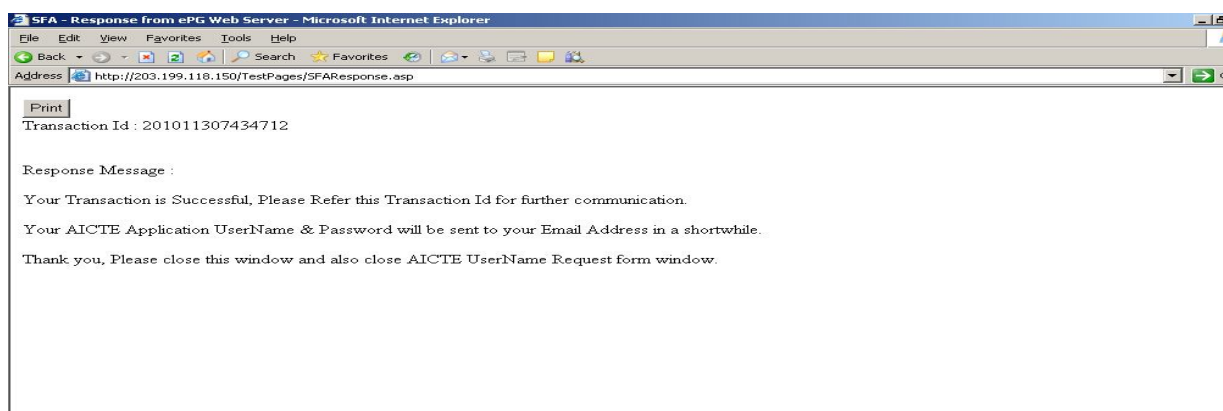 SFA - Response from ePG Web Server - Microsoft Internet Explorer
File Edit View Favorites Tools Help
Back Search Favorites
Address http://203.199.118.150/TestPages/SFAResponse.asp
Print
Transaction Id : 201011307434712
Response Message :
Your Transaction is Successful, Please Refer this Transaction Id for further communication.
Your AICTE Application UserName & Password will be sent to your Email Address in a shortwhile.
Thank you, Please close this window and also close AICTE UserName Request form window.